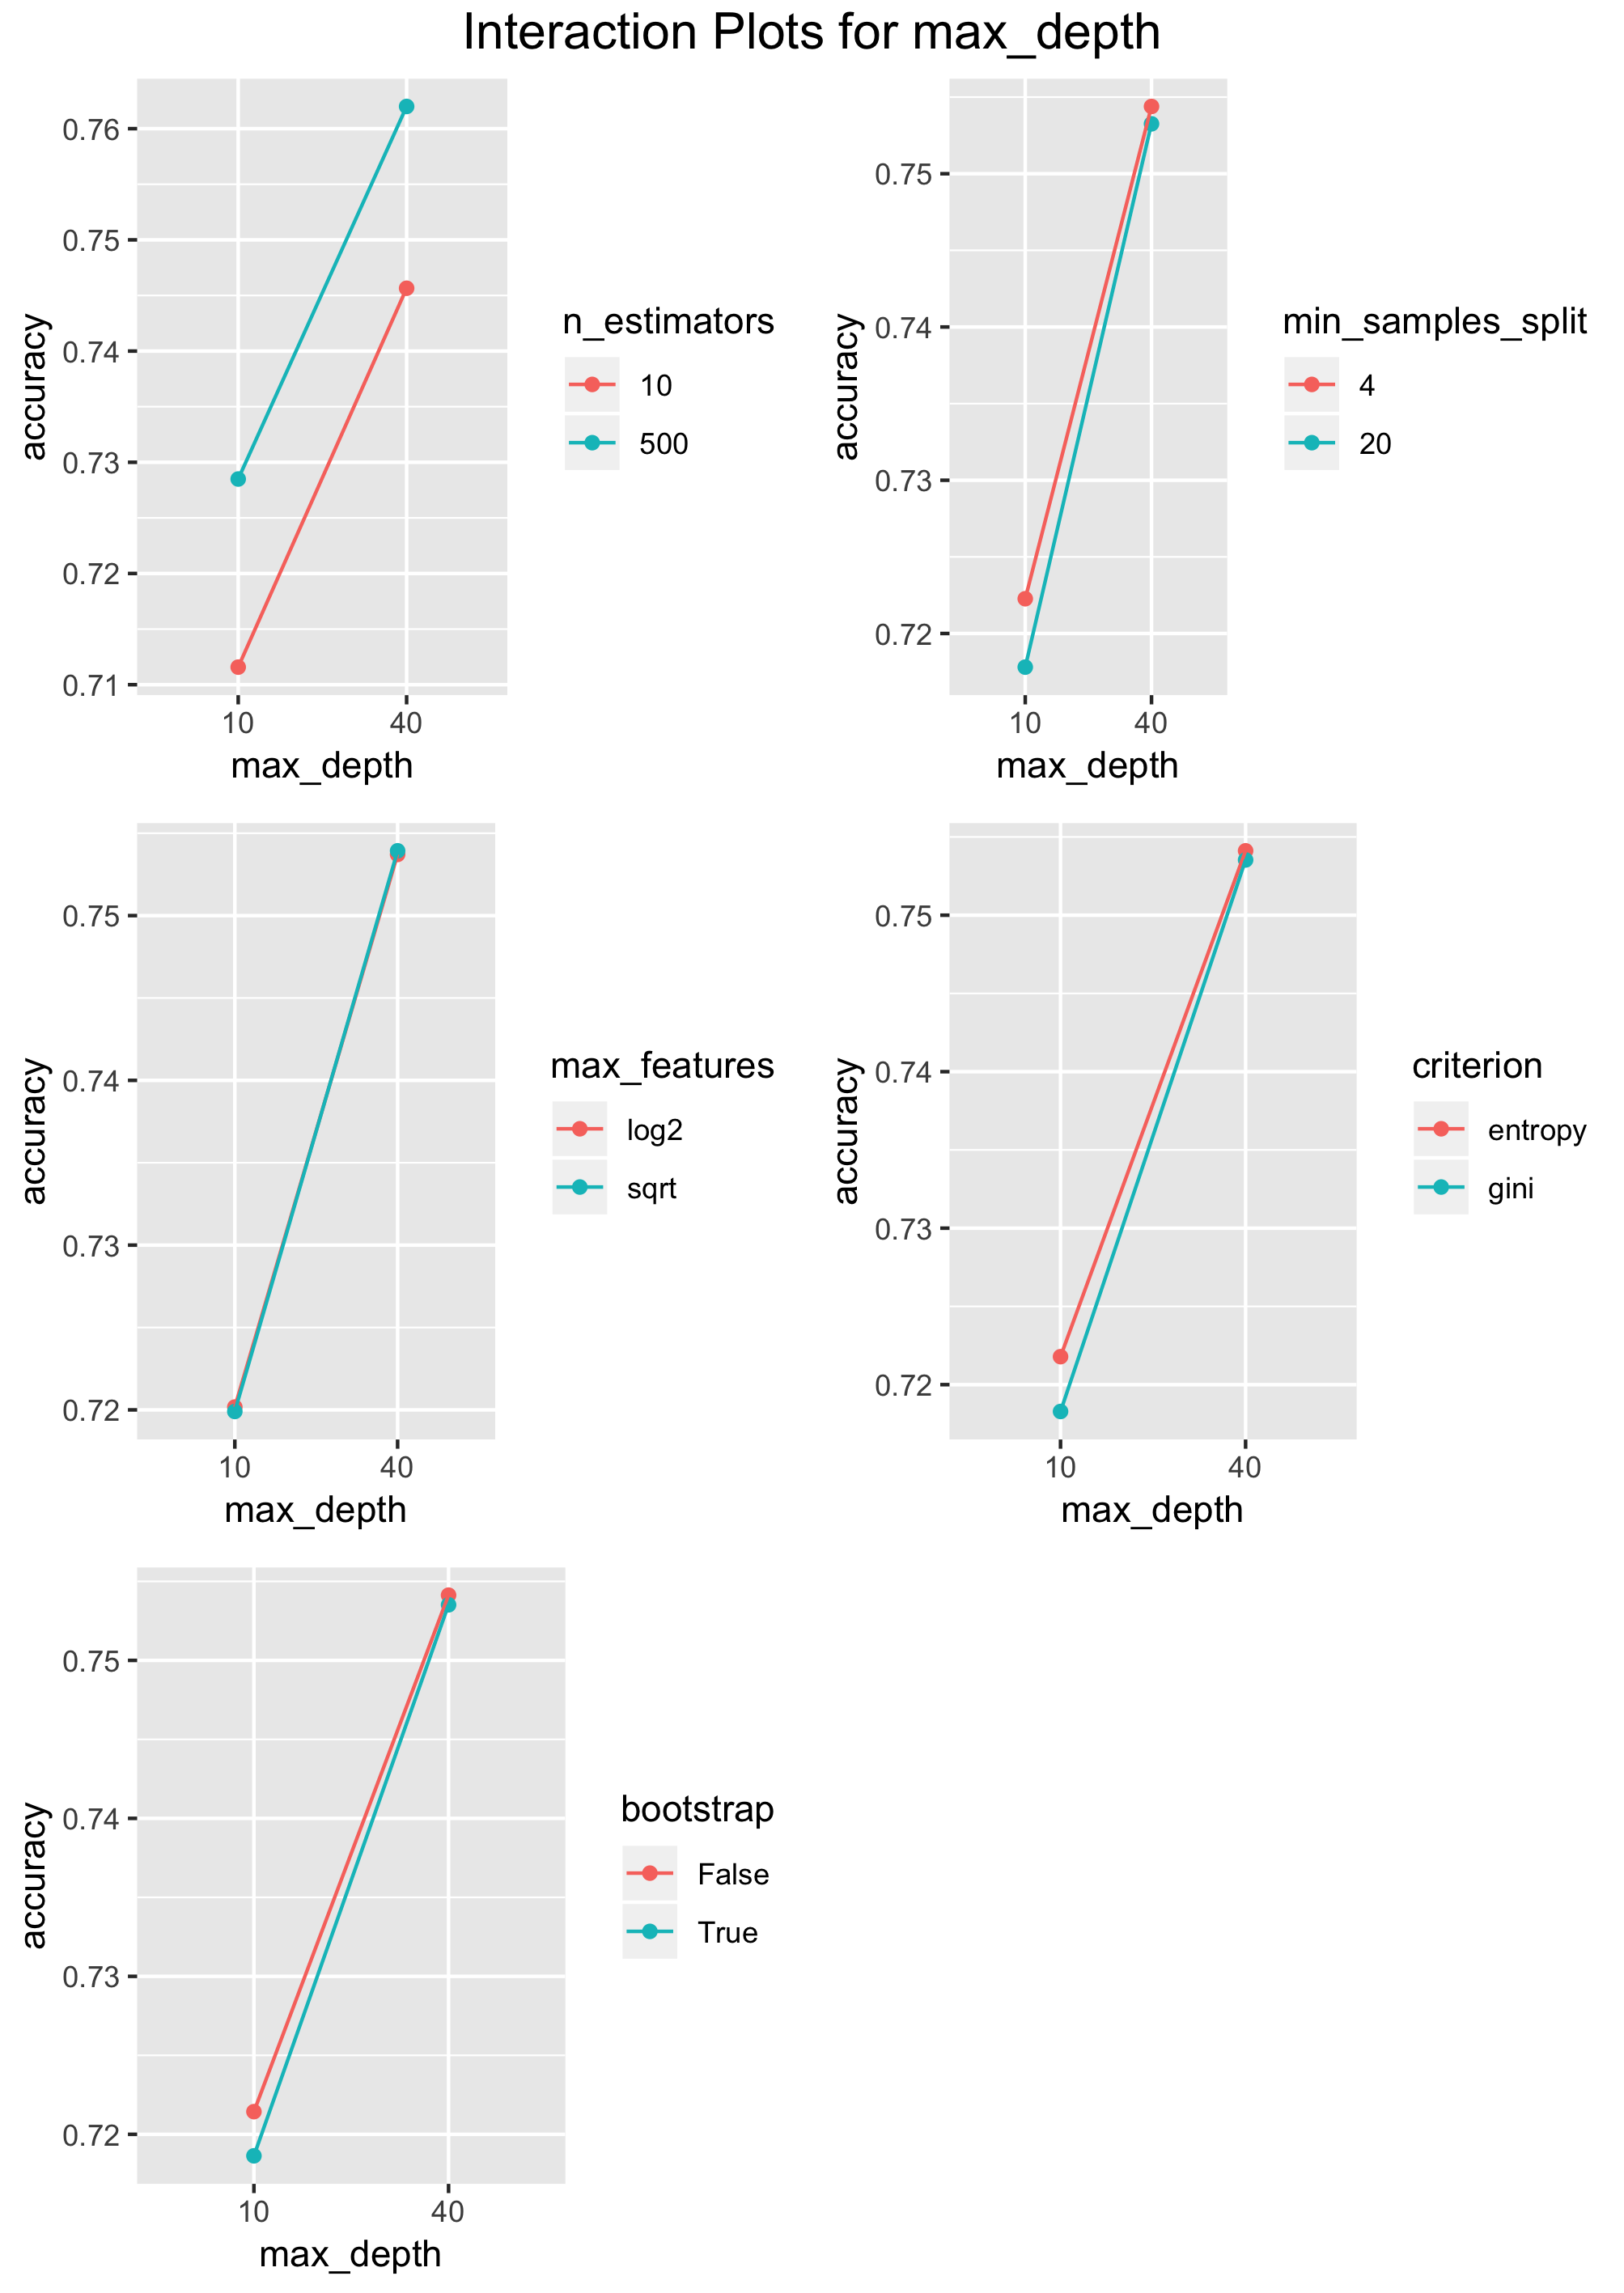 Interaction Plots for max_depth
0.76
0.75
0.74
0.73
0.72
0.71
accuracy
10
40
max_depth
n_estimators
10
500
0.75
0.74
0.73
0.72
accuracy
10
40
max_depth
min_samples_split
4
20
0.75
0.74
0.73
0.72
accuracy
10
40
max_depth
max_features
log2
sqrt
0.75
0.74
0.73
0.72
accuracy
10
40
max_depth
criterion
entropy
gini
0.75
0.74
0.73
0.72
accuracy
10
40
max_depth
bootstrap
False
True